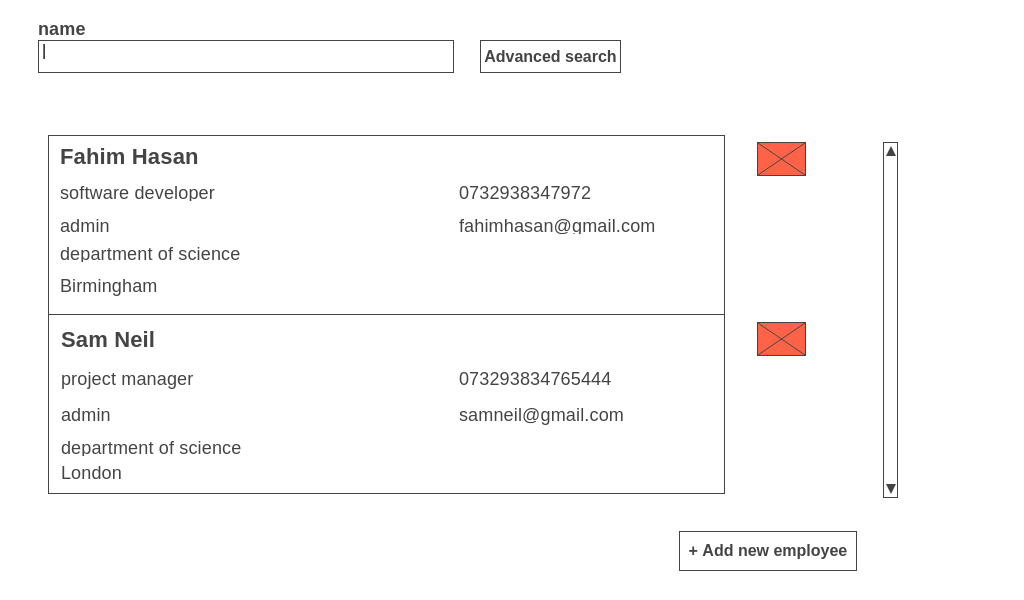 name
Advanced search
Fahim Hasan
software developer 0732938347972
admin fahimhasan@gmail.com
department of science
Birmingham
Sam Neil
project manager 073293834765444
admin samneil@gmail.com
department of science
London
+ Add new employee